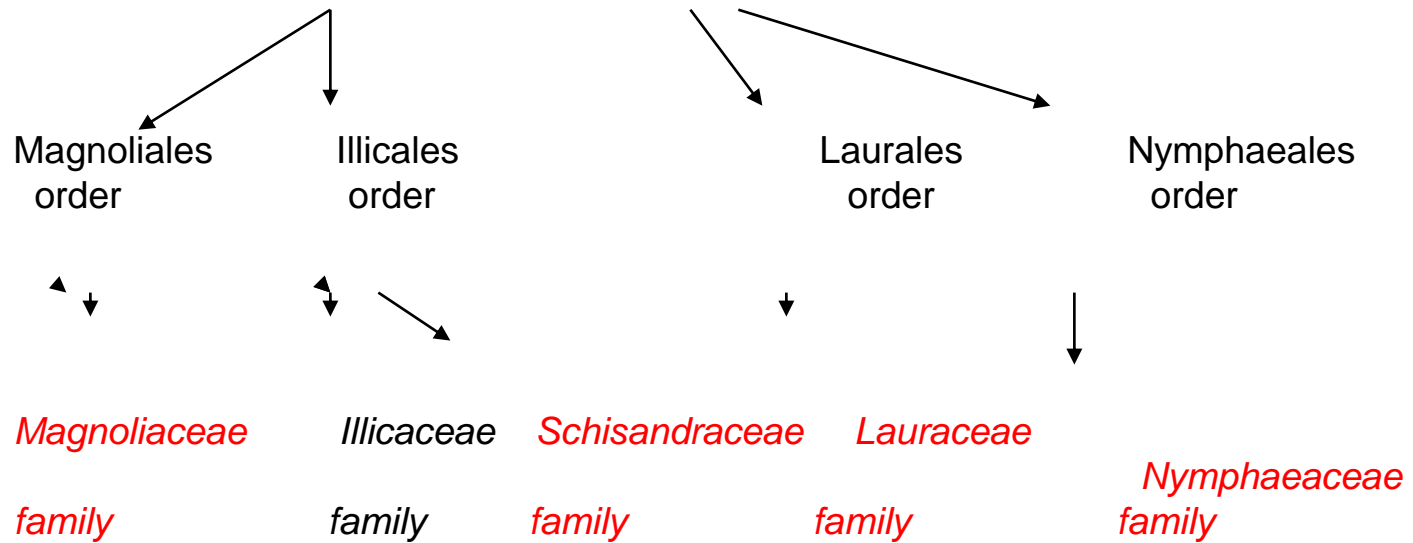 Magnoliales Illicales Laurales Nymphaeales
order order order order
Magnoliaceae Illicaceae Schisandraceae Lauraceae
Nymphaeaceae
family family family family family